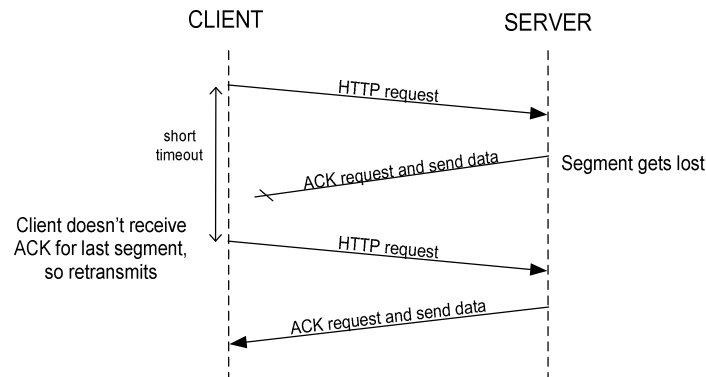 CLIENT
SERVER
HTTP request
short
timeout
ACK request and send data
Segment gets lost
Client doesn't receive
ACK for last segment,
so retransmits
HTTP request
ACK request and send data